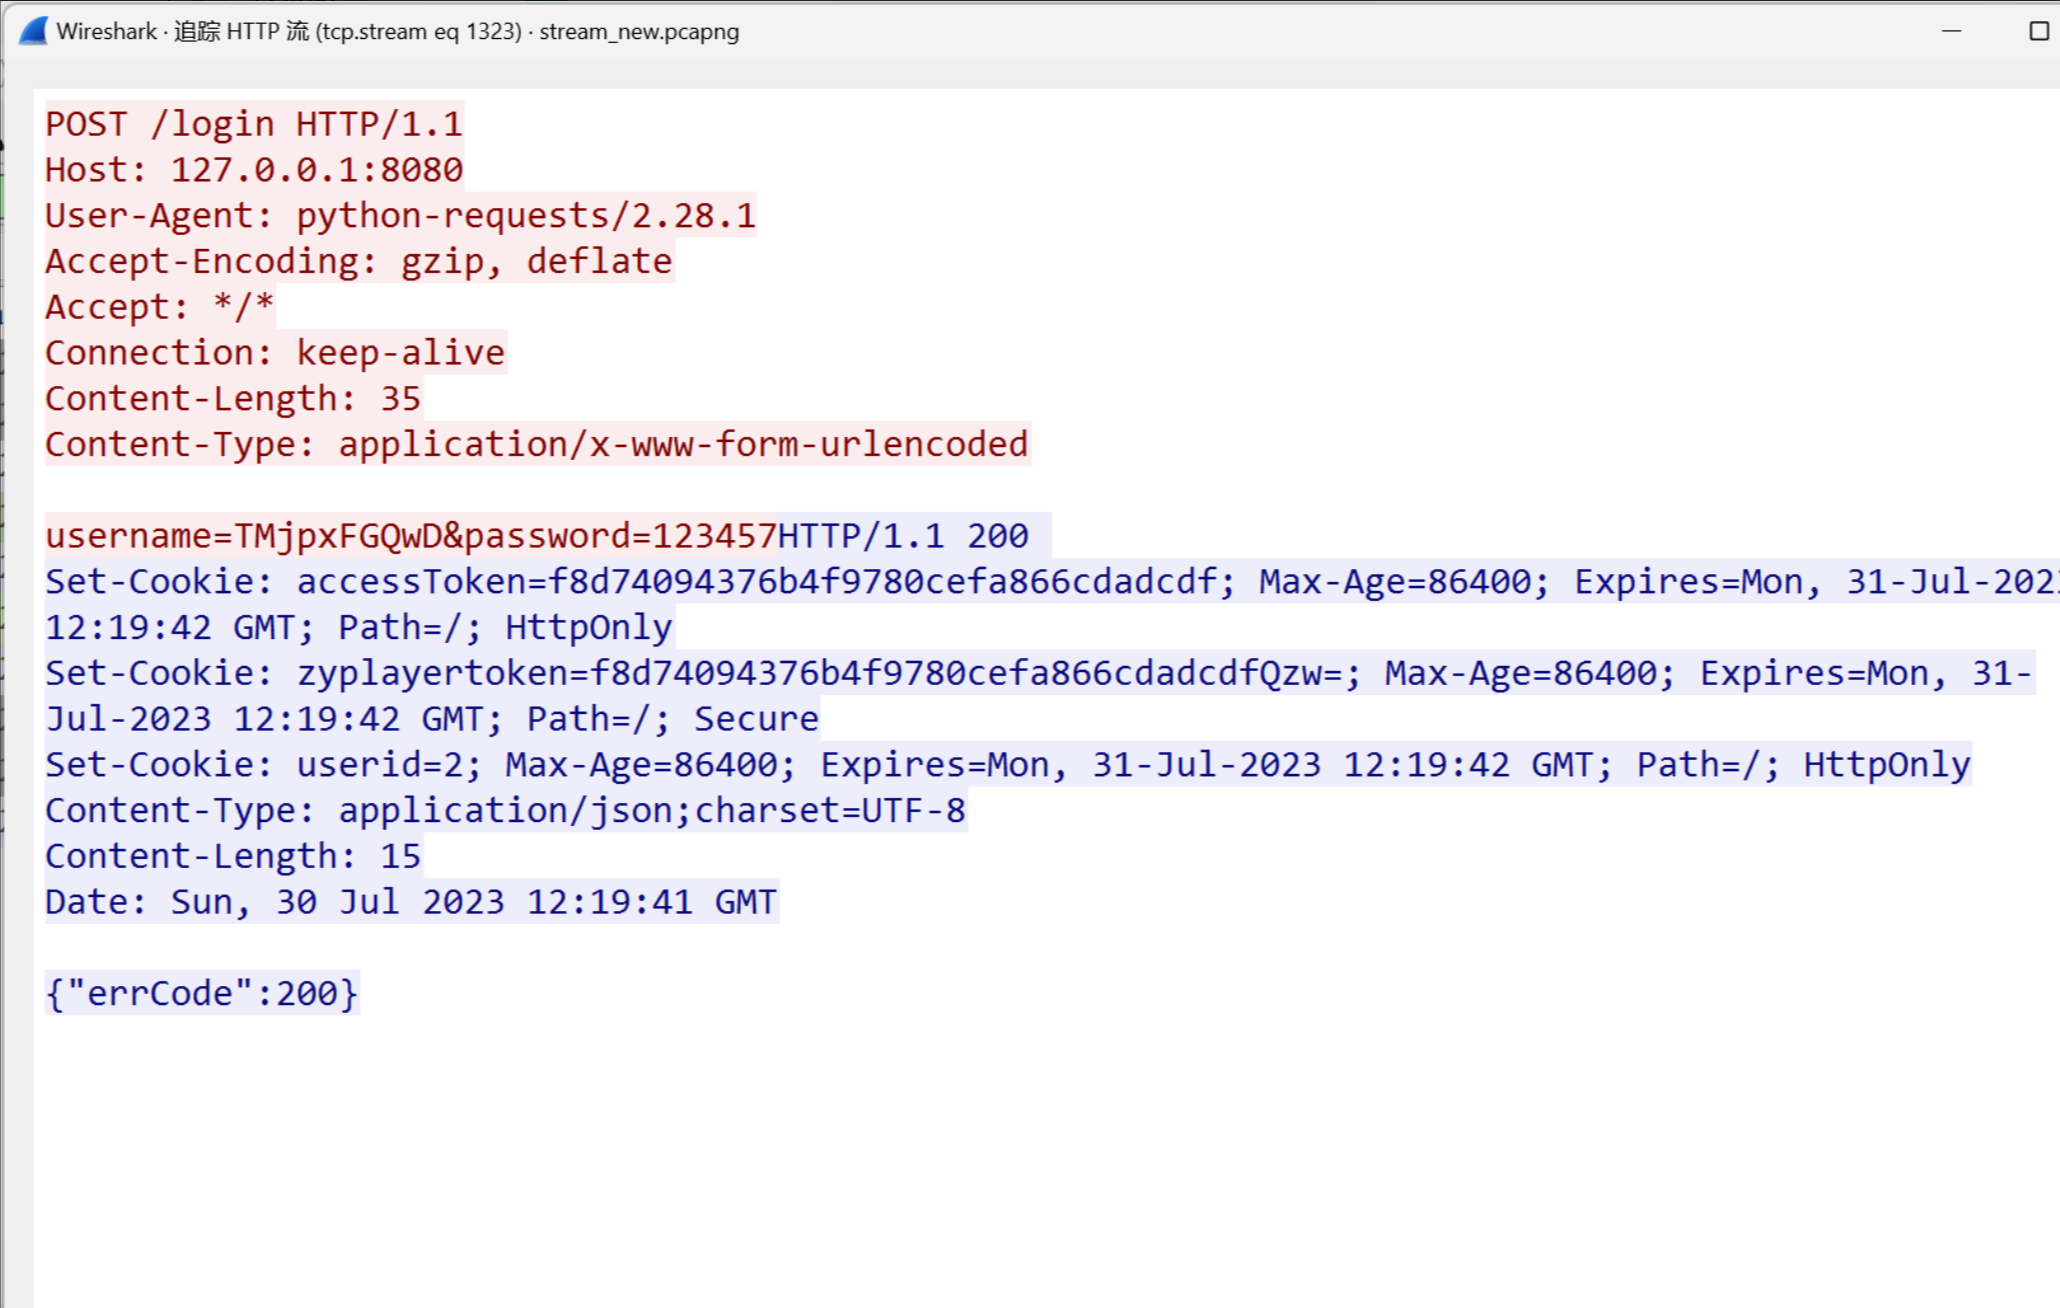 Wireshark · 追踪 HTTP 流 (tcp.stream eq 1323) · stream_new.pcapng
POST /login HTTP/1.1
Host: 127.0.0.1:8080
User-Agent: python-requests/2.28.1
Accept-Encoding: gzip, deflate
Accept: */*
Connection: keep-alive
Content-Length: 35
Content-Type: application/x-www-form-urlencoded
username=TMjpxFGQwD&password=123457HTTP/1.1 200
Set-Cookie: accessToken=f8d74094376b4f9780cefa866cdadcdf; Max-Age=86400; Expires=Mon, 31-Jul-202
12:19:42 GMT; Path=/; HttpOnly
Set-Cookie: zyplayertoken=f8d74094376b4f9780cefa866cdadcdfQzw=; Max-Age=86400; Expires=Mon, 31-
Jul-2023 12:19:42 GMT; Path=/; Secure
Set-Cookie: userid=2; Max-Age=86400; Expires=Mon, 31-Jul-2023 12:19:42 GMT; Path=/; HttpOnly
Content-Type: application/json;charset=UTF-8
Content-Length: 15
Date: Sun, 30 Jul 2023 12:19:41 GMT
{"errCode":200}